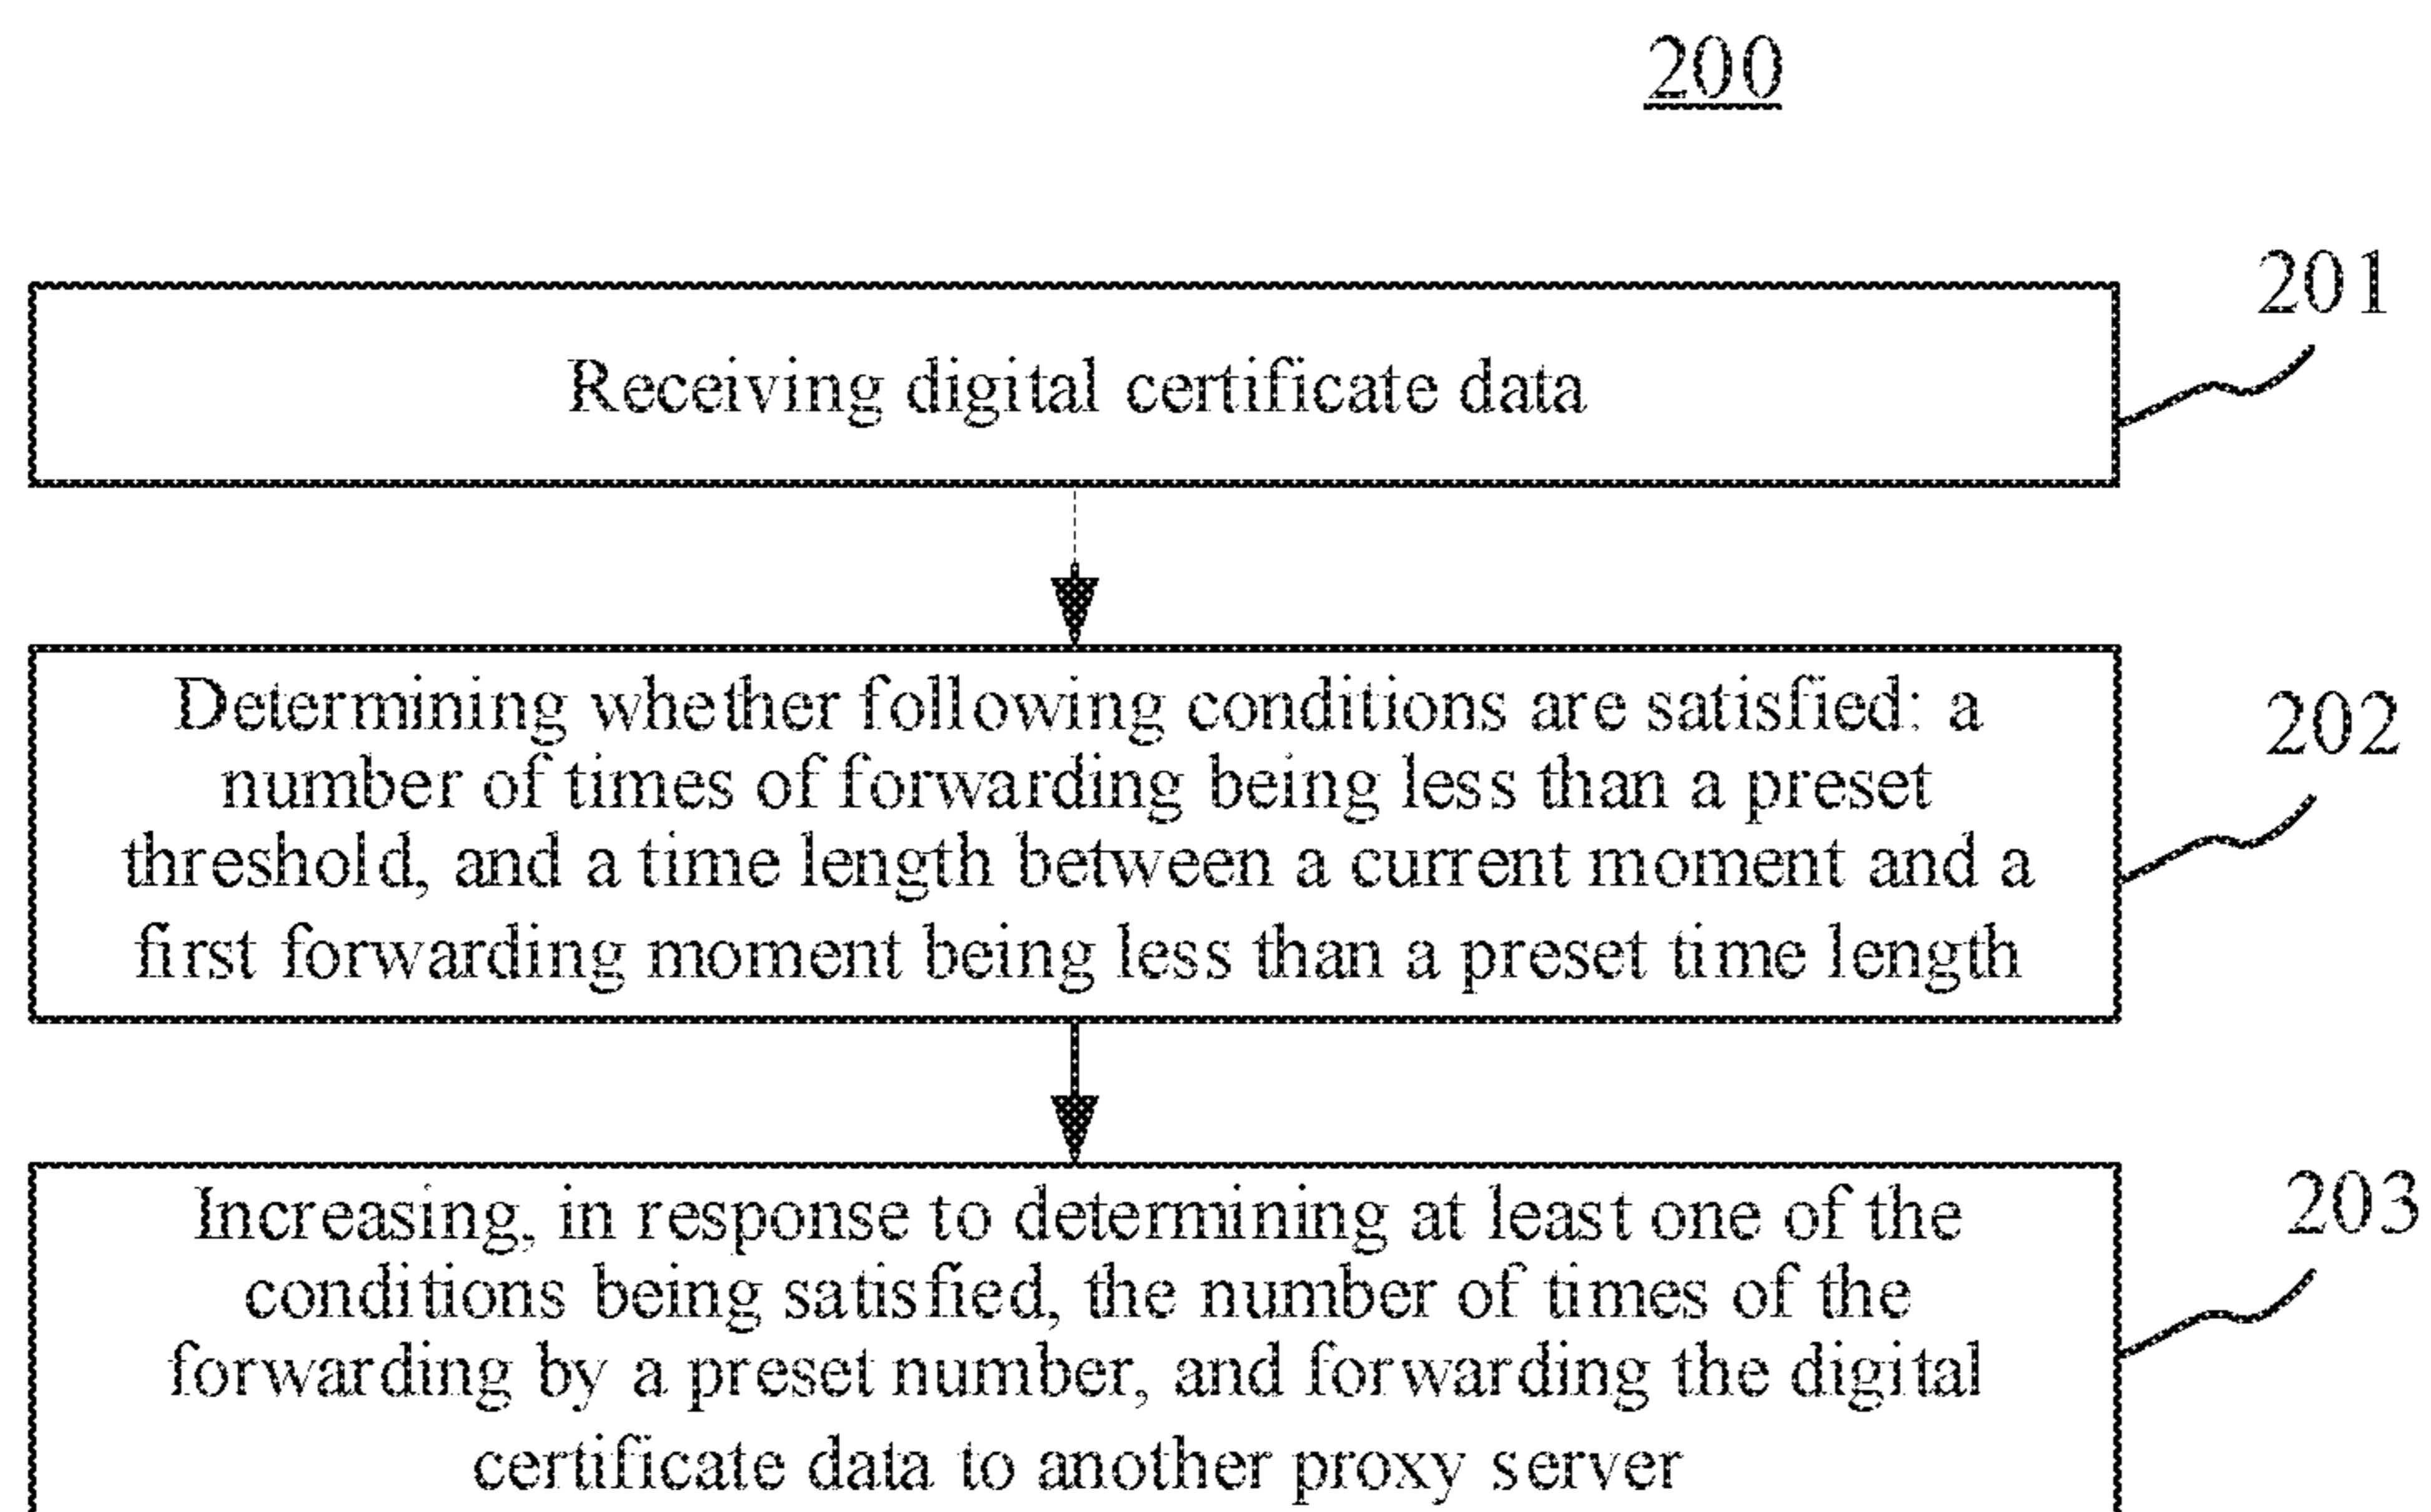 200
201
Receiving digital certificate data
Determining whether following conditions are satisfied: a
202
number of times of forwarding being less than a preset
threshold, and a time length between a current moment and a
first forwarding moment being less than a preset time length
203
Increasing, in response to determining at least one of the
conditions being satisfied, the number of times of the
forwarding by a preset number, and forwarding the digital
certificate data to another proxy server